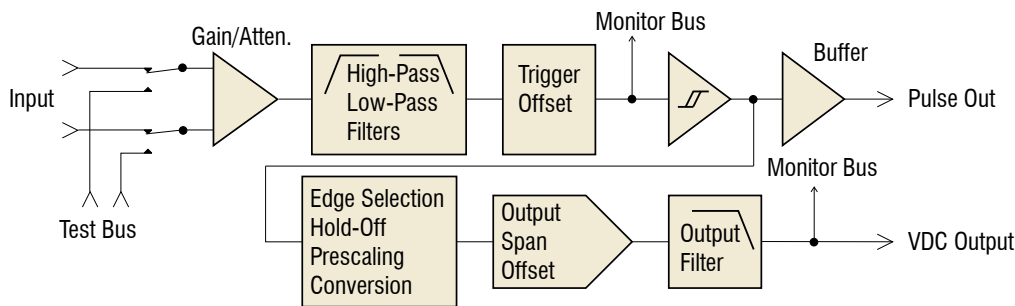 Gain/Atten.
Monitor Bus
Buffer
Input
High-Pass
Low-Pass
Filters
Trigger
Offset
Pulse Out
Test Bus
Edge Selection
Hold-Off
Prescaling
Conversion
Output
Span
Offset
Output
Filter
Monitor Bus
VDC Output